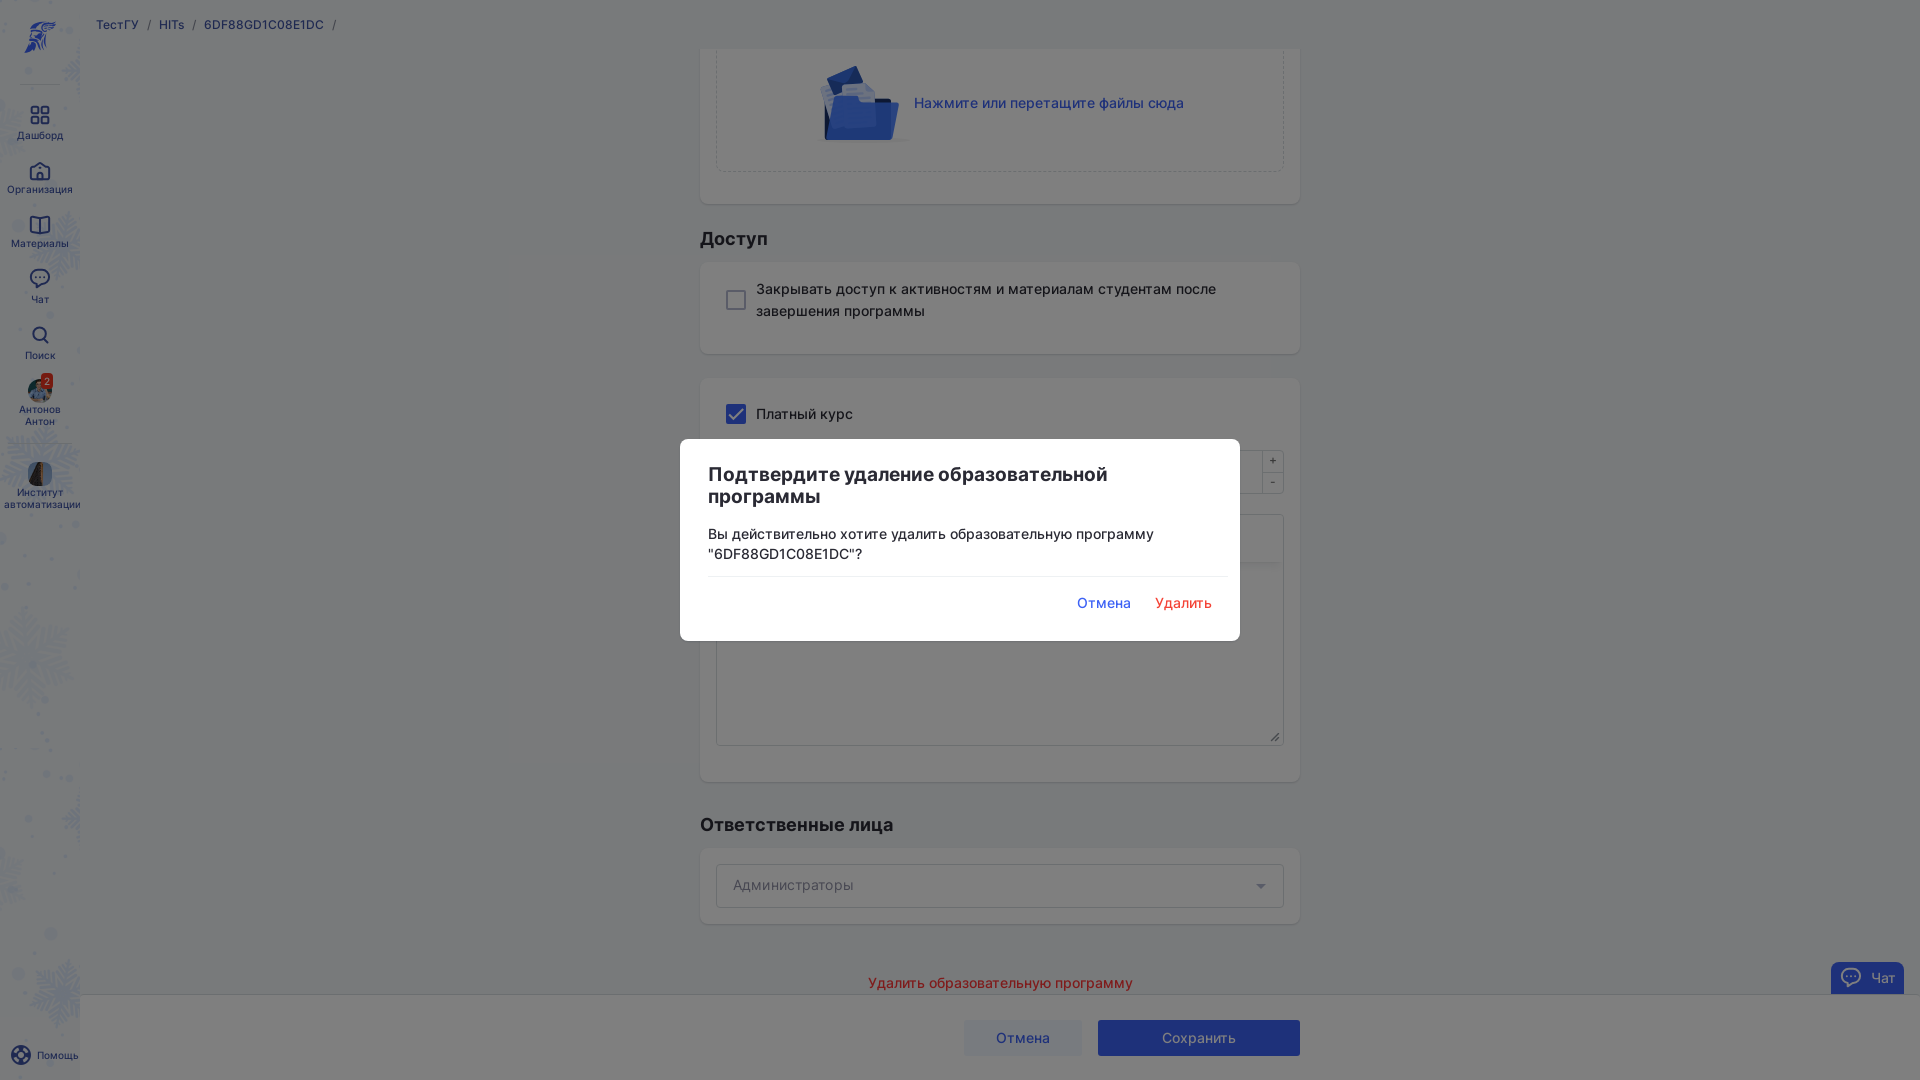 ТестГУ / HITs / 6DF88GD1C08E1DC /
Дашборд
Организация
Материалы
Чат
Поиск
2
Антонов
Антон
Институт
автоматизации
Помощь
Нажмите или перетащите файлы сюда
Доступ
Закрывать доступ к активностям и материалам студентам после
завершения программы
Платный курс
+
-
Подтвердите удаление образовательной
программы
Вы действительно хотите удалить образовательную программу
"6DF88GD1C08E1DC"?
Отмена Удалить
Ответственные лица
Администраторы
Удалить образовательную программу
Чат
Отмена Сохранить